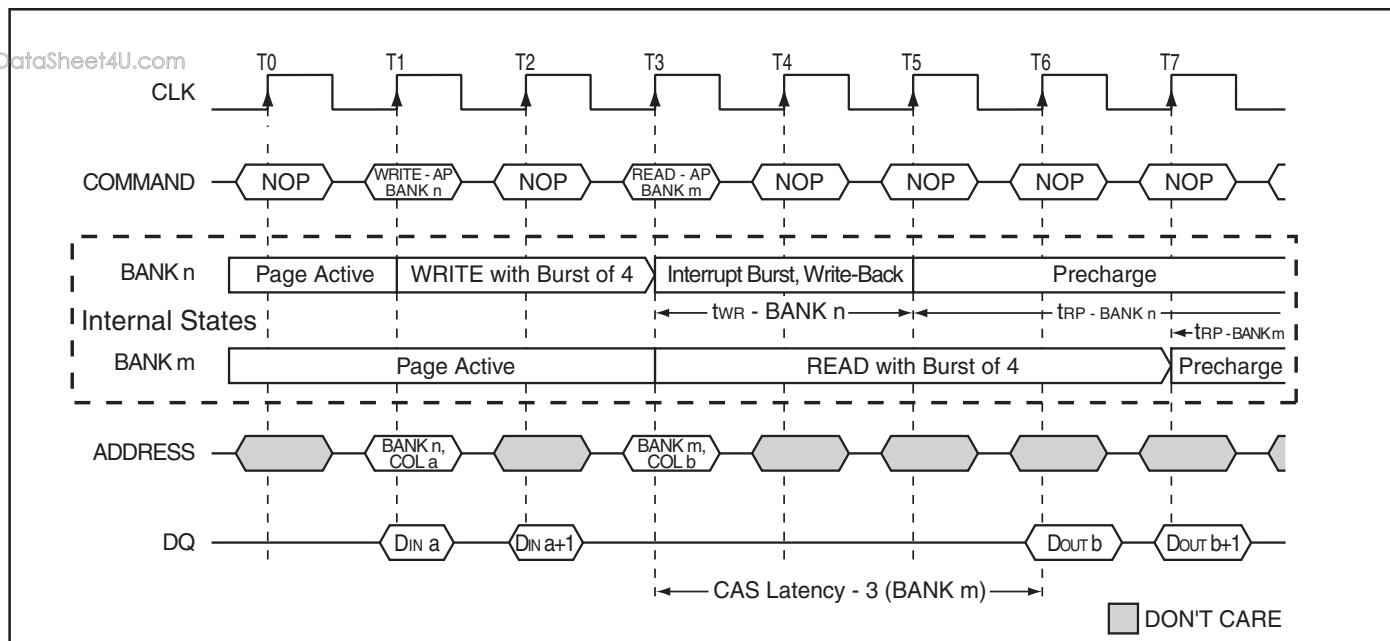 DataSheet4U.com
T0 T1 T2 T3 T4 T5 T6 T7
CLK
COMMAND NOP WRITE - AP BANK n NOP READ - AP BANK m NOP NOP NOP NOP
BANK n Page Active WRITE with Burst of 4 Interrupt Burst, Write-Back Precharge
Internal States tWR - BANK n tRP - BANK n
tRP - BANK m
BANK m Page Active READ with Burst of 4 Precharge
ADDRESS BANK n, COL a BANK m, COL b
DQ DIN a DIN a+1 DOUT b DOUT b+1
CAS Latency - 3 (BANK m)
DON'T CARE